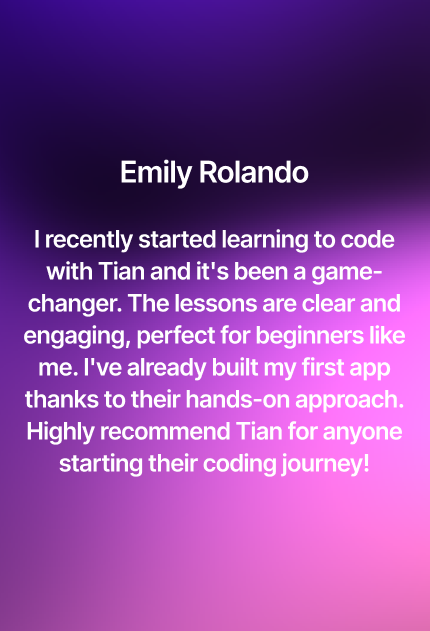 Emily Rolando
I recently started learning to code
with Tian and it's been a game-
changer. The lessons are clear and
engaging, perfect for beginners like
me. I've already built my first app
thanks to their hands-on approach.
Highly recommend Tian for anyone
starting their coding journey!